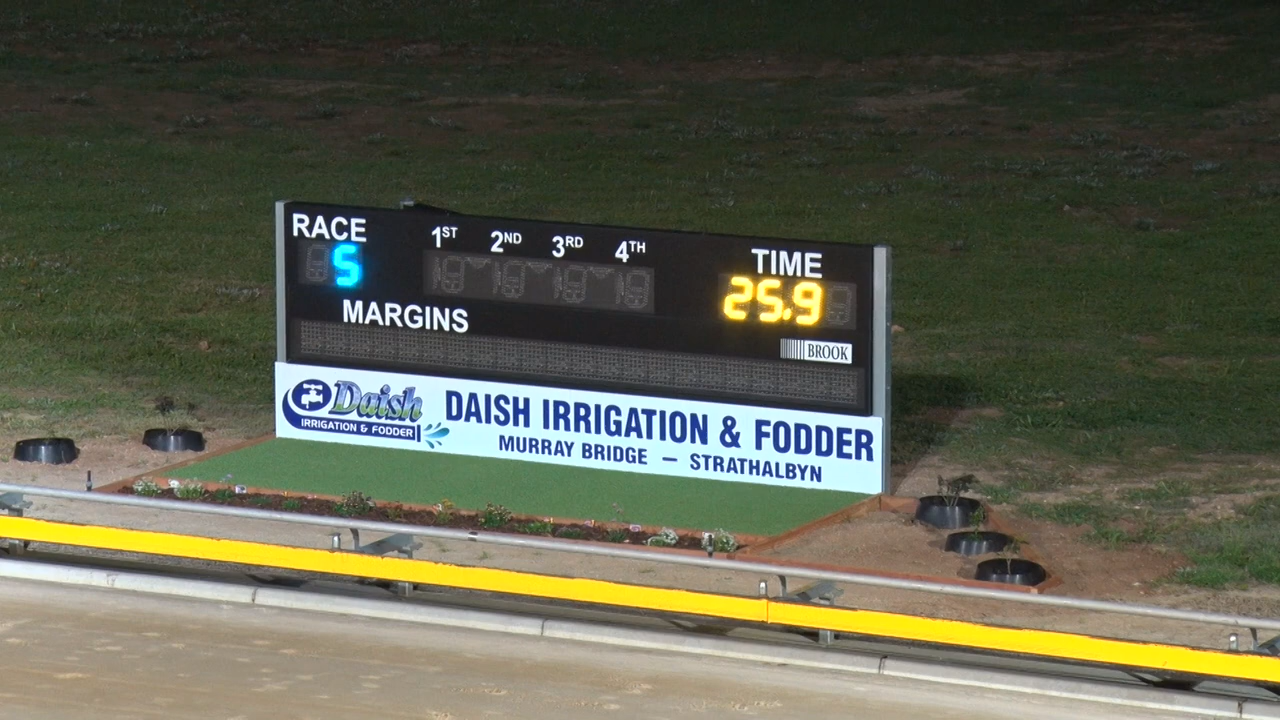 RACE 1ST 2ND 3RD 4TH TIME
5 25.9
MARGINS
BROOK
Daish
IRRIGATION & FODDER
DAISH IRRIGATION & FODDER
MURRAY BRIDGE – STRATHALBYN